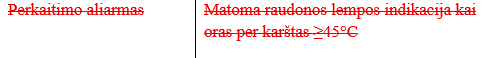 Perkaitimo aliarmas
Matoma raudonos lempos indikacija kai
oras per karštas ≥45°C